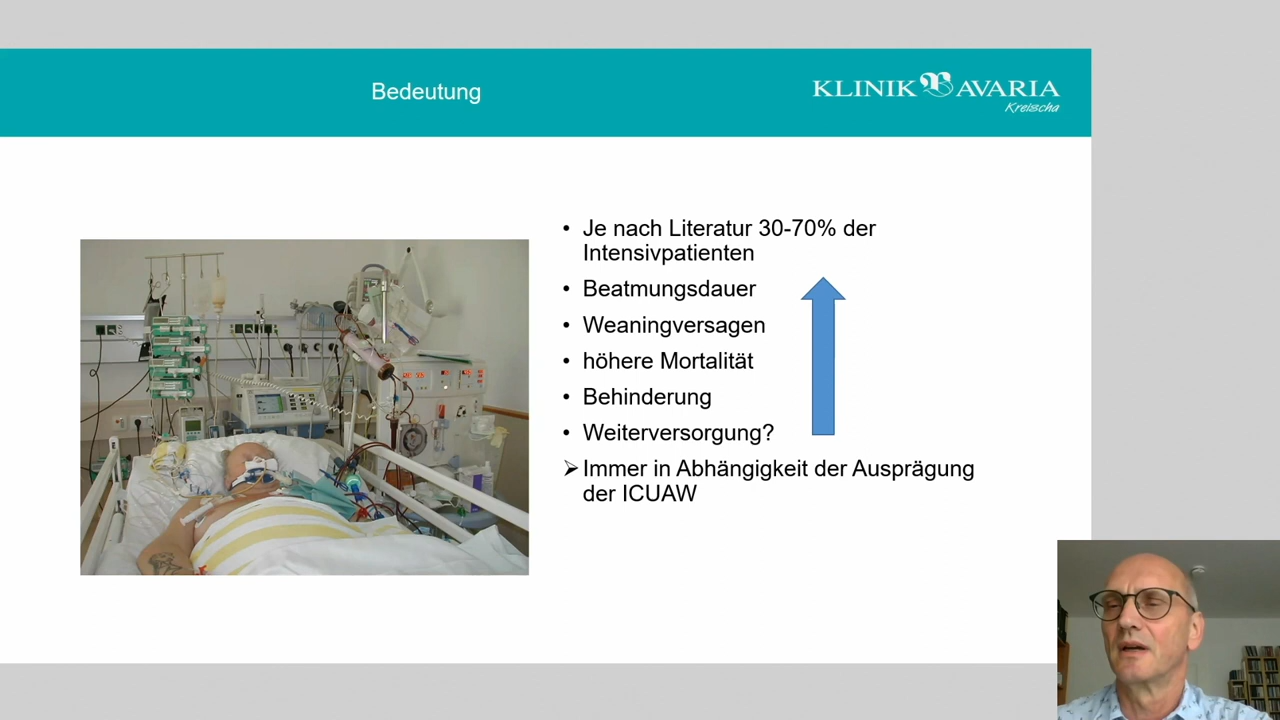 Bedeutung
KLINIK BAVARIA
Kreischa
• Je nach Literatur 30-70% der
Intensivpatienten
• Beatmungsdauer
• Weaningversagen
• höhere Mortalität
• Behinderung
• Weiterversorgung?
➢ Immer in Abhängigkeit der Ausprägung
der ICUAW